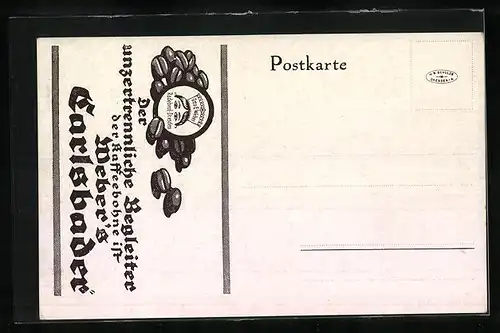 Postkarte
Der
unzertrennliche Begleiter
der Kaffeebohne ist
Weber's
Carlsbader"